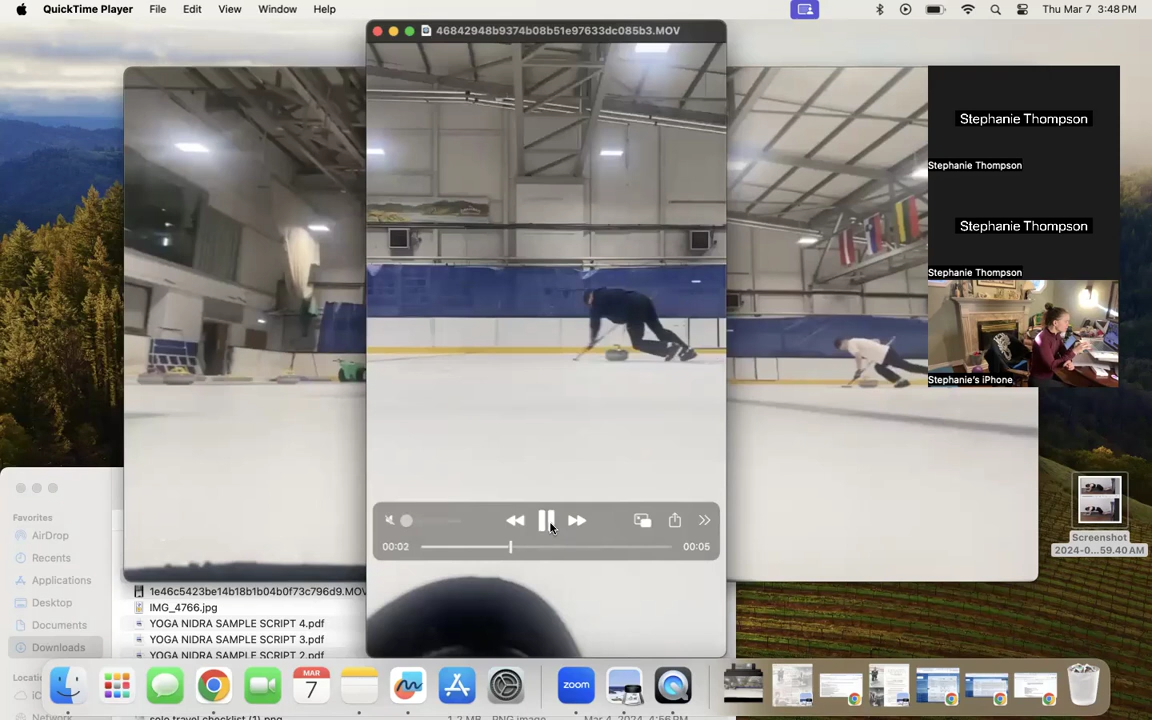 QuickTime Player File Edit View Window Help Thu Mar 7 3:48 PM
46842948b9374b08b51e97633dc085b3.MOV
Stephanie Thompson
Stephanie Thompson
Stephanie Thompson
Stephanie Thompson
Stephanie's iPhone
00:02 00:05
Screenshot
2024-0...59.40 AM
Favorites
AirDrop
Recents
Applications
Desktop
Documents
Downloads
1e46c5423be14b18b1b04b0f73c796d9.MOV
IMG_4766.jpg
YOGA NIDRA SAMPLE SCRIPT 4.pdf
YOGA NIDRA SAMPLE SCRIPT 3.pdf
YOGA NIDRA SAMPLE SCRIPT 2.pdf
MAR
7
zoom